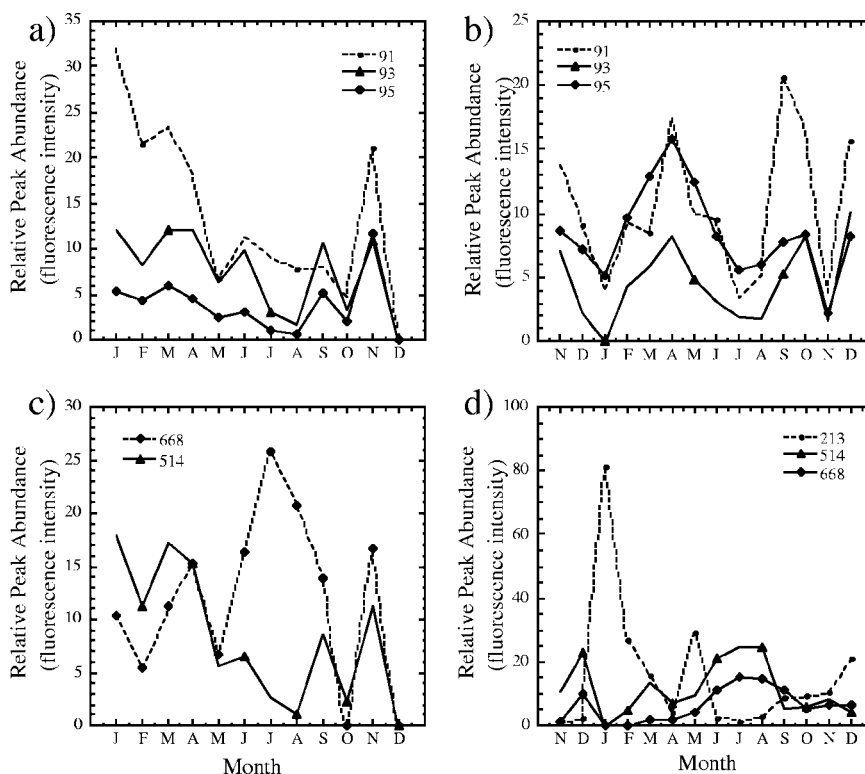 a)
35
30
25
20
15
10
5
0
91
93
95
Relative Peak Abundance
(fluorescence intensity)
J F M A M J J A S O N D
b)
25
20
15
10
5
0
91
93
95
Relative Peak Abundance
(fluorescence intensity)
N D J F M A M J J A S O N D
c)
30
25
20
15
10
5
0
668
514
Relative Peak Abundance
(fluorescence intensity)
J F M A M J J A S O N D
Month
d)
100
80
60
40
20
0
213
514
668
Relative Peak Abundance
(fluorescence intensity)
N D J F M A M J J A S O N D
Month